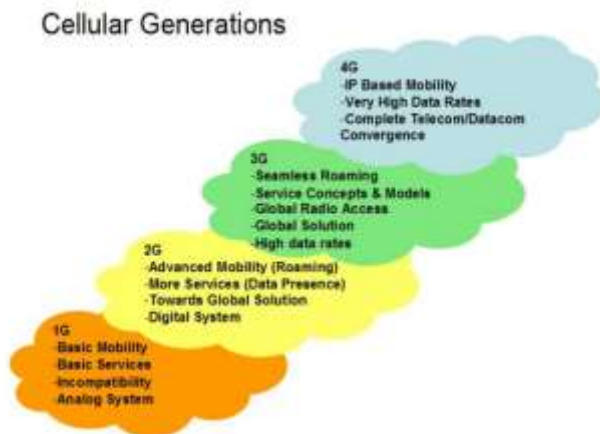 Cellular Generations
4G
-IP Based Mobility
-Very High Data Rates
-Complete Telecom/Datacom
Convergence
3G
-Seamless Roaming
-Service Concepts & Models
-Global Radio Access
-Global Solution
-High data rates
2G
-Advanced Mobility (Roaming)
-More Services (Data Presence)
-Towards Global Solution
-Digital System
1G
-Basic Mobility
-Basic Services
-Incompatibility
-Analog System